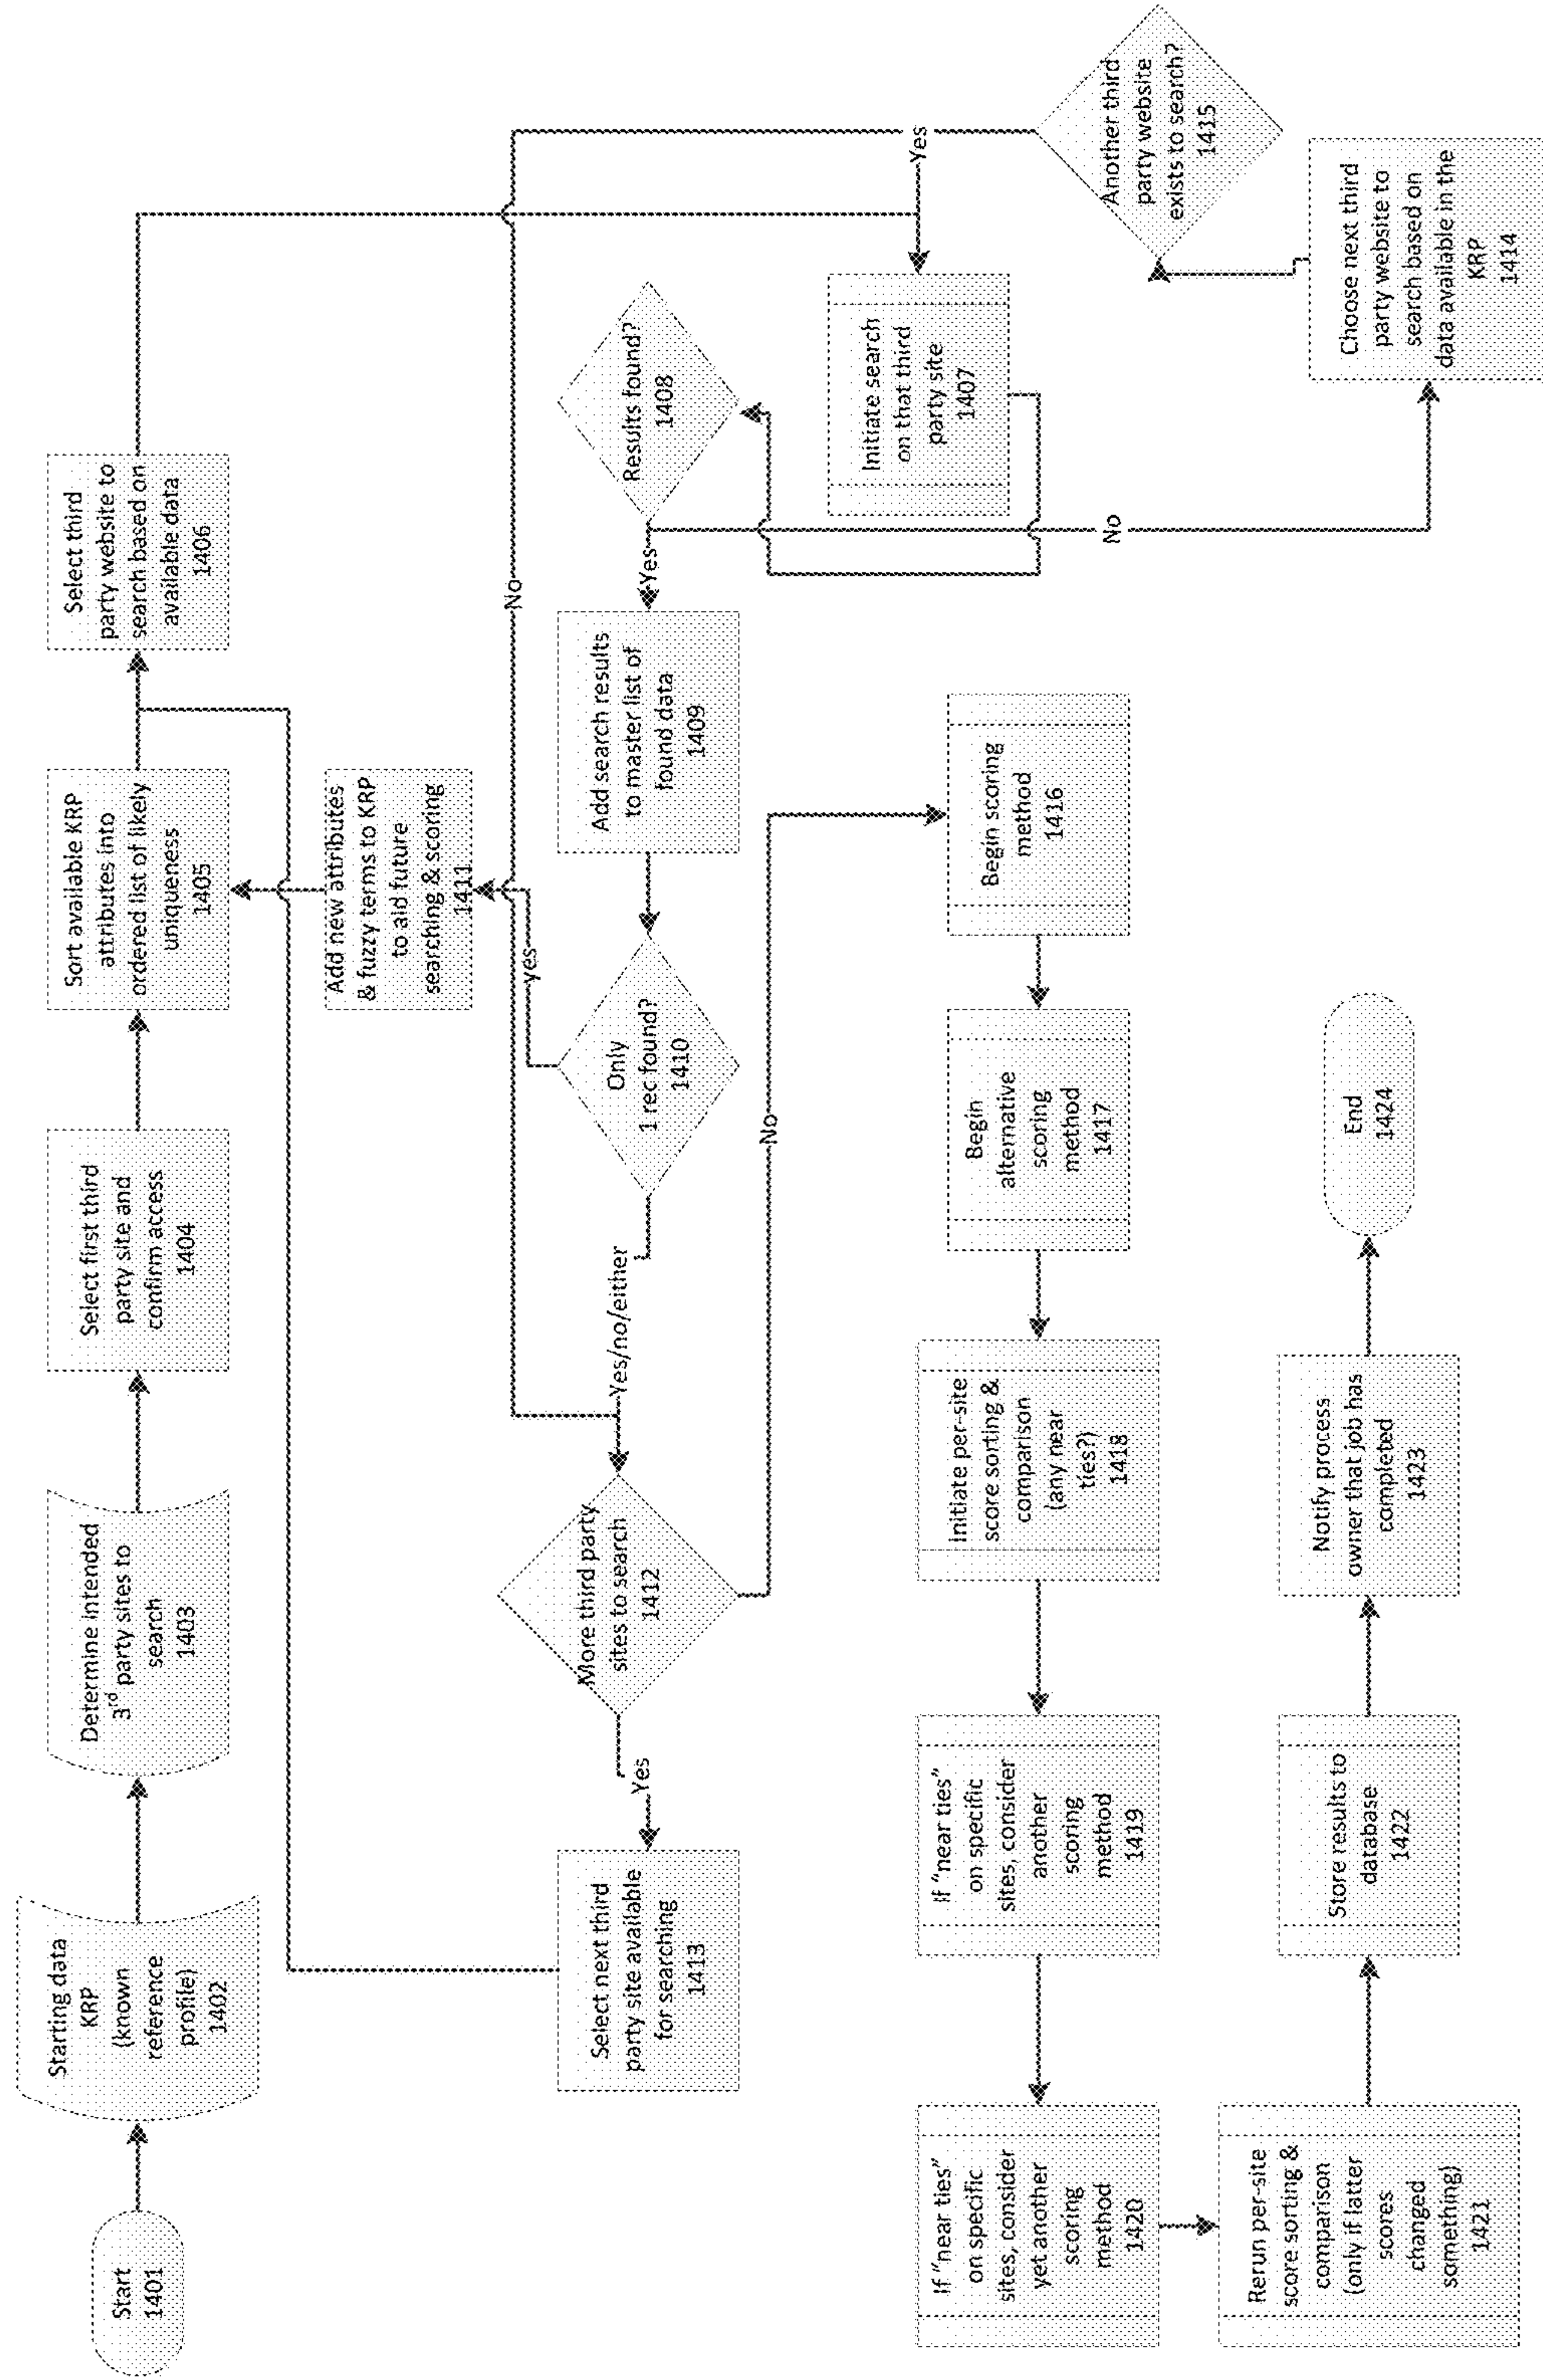 Start
1401
Starting data
KRP
(known
reference
profile)
1402
Determine intended
3rd party sites to
search
1403
Select first third
party site and
confirm access
1404
Sort available KRP
attributes into
ordered list of likely
uniqueness
1405
Select third
party website to
search based on
available data
1406
Add new attributes
& fuzzy terms to KRP
to aid future
searching & scoring
1411
Select next third
party site available
for searching
1413
Yes
More third party
sites to search
1412
Yes/no/either
Only
1 rec found?
1410
yes
Add search results
to master list of
found data
1409
Yes
Results found?
1408
No
No
Initiate search
on that third
party site
1407
Yes
No
Another third
party website
exists to search?
1415
Choose next third
party website to
search based on
data available in the
KRP
1414
If "near ties"
on specific
sites, consider
yet another
scoring
method
1420
If "near ties"
on specific
sites, consider
another
scoring
method
1419
Initiate per-site
score sorting &
comparison
(any near
ties?)
1418
Begin
alternative
scoring
method
1417
Begin scoring
method
1416
Rerun per-site
score sorting &
comparison
(only if latter
scores
changed
something)
1421
Store results to
database
1422
Notify process
owner that job has
completed
1423
End
1424